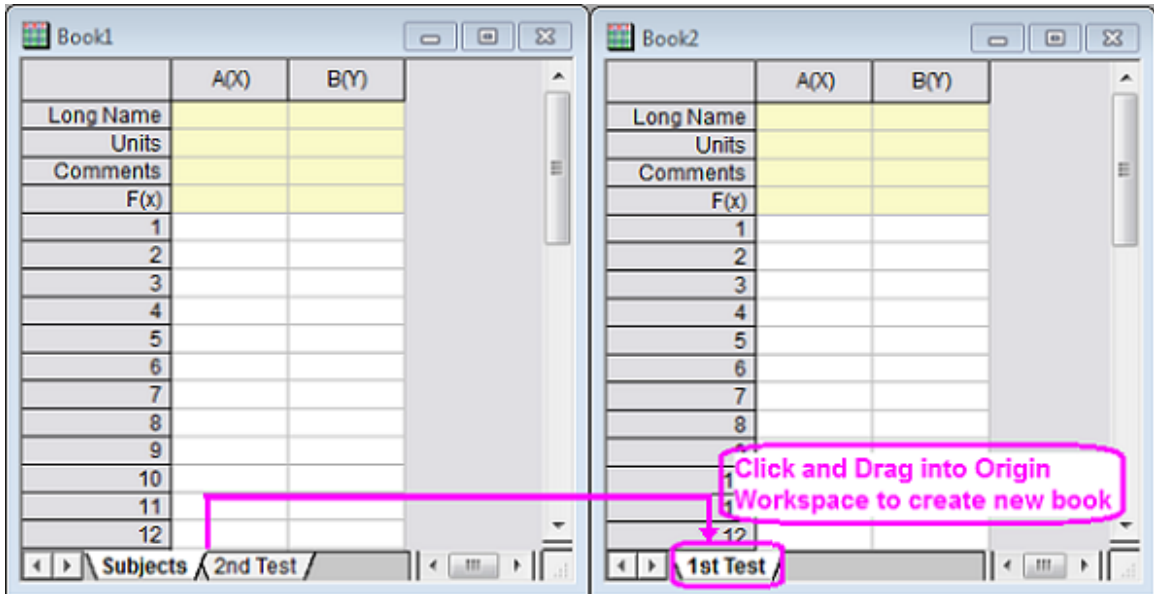 Book1
A(X) B(Y)
Long Name
Units
Comments
F(x)
1
2
3
4
5
6
7
8
9
10
11
12
Subjects 2nd Test
Book2
A(X) B(Y)
Long Name
Units
Comments
F(x)
1
2
3
4
5
6
7
8
Click and Drag into Origin
Workspace to create new book
12
1st Test